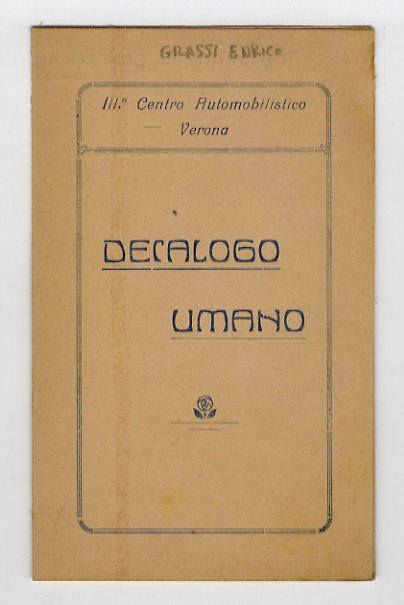 GRASSI ENRICO
III.º Centro Automobilistico
Verona
DECALOGO
UMANO